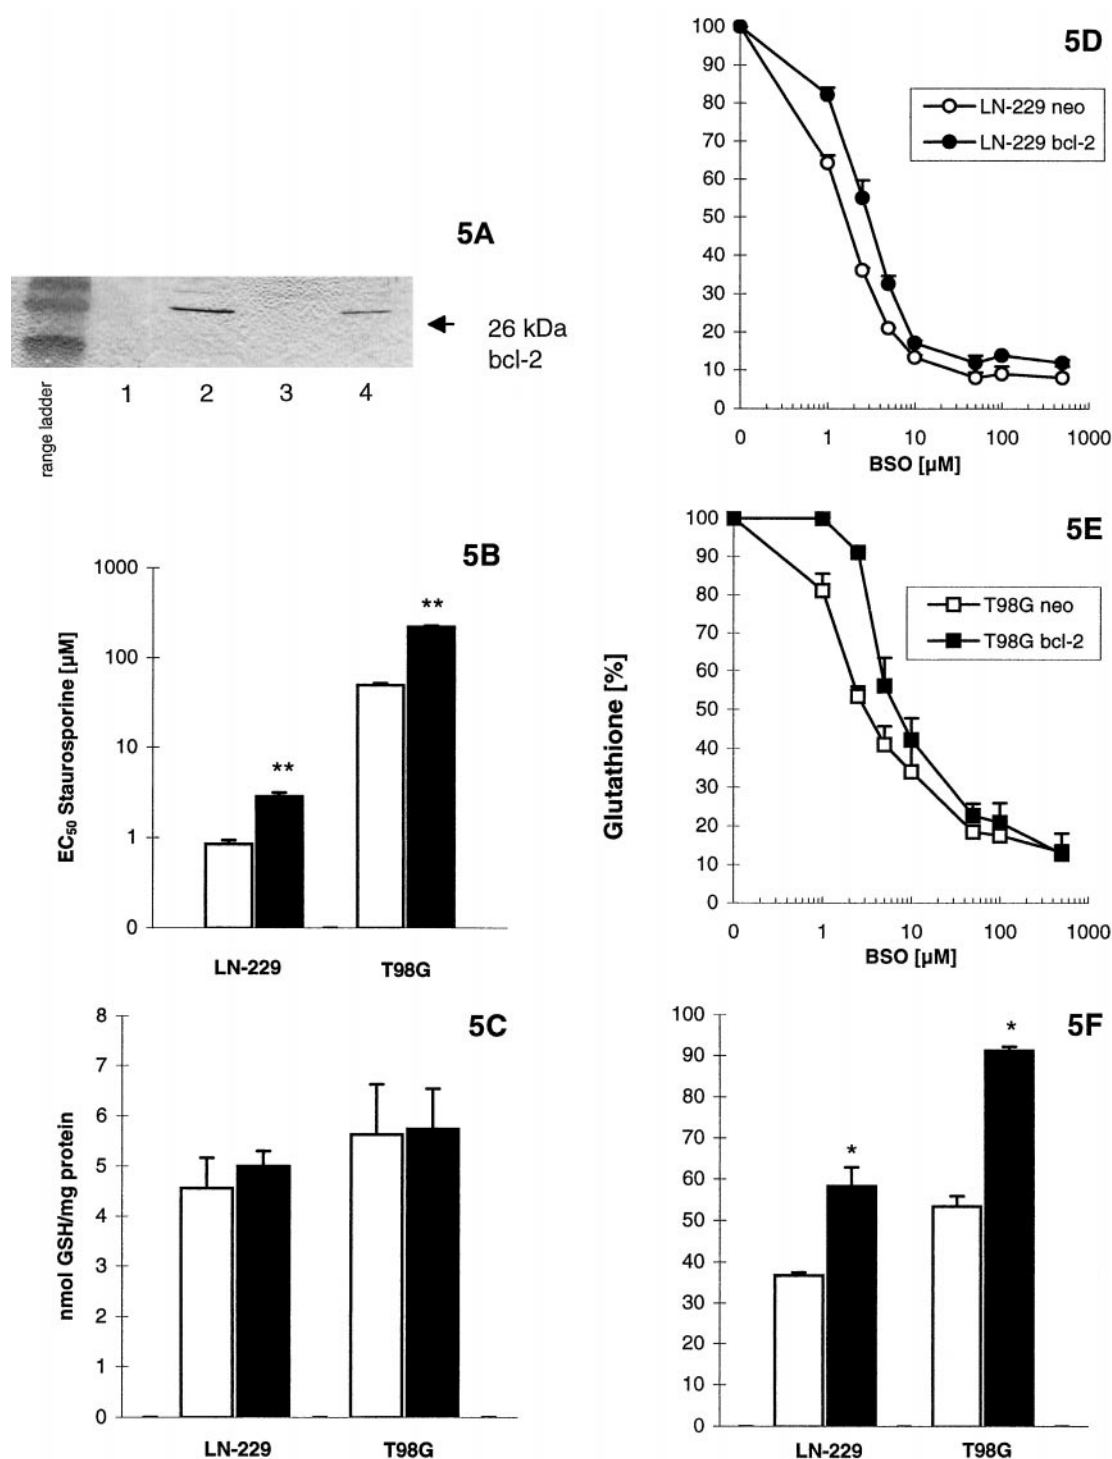 5A
26 kDa
bcl-2
range ladder
1 2 3 4
5B
1000
100
10
1
0
EC₅₀ Staurosporine [µM]
**
**
LN-229
T98G
5C
8
7
6
5
4
3
2
1
0
nmol GSH/mg protein
LN-229
T98G
5D
100
90
80
70
60
50
40
30
20
10
0
LN-229 neo
LN-229 bcl-2
0 1 10 100 1000
BSO [µM]
5E
100
90
80
70
60
50
40
30
20
10
0
T98G neo
T98G bcl-2
Glutathione [%]
0 1 10 100 1000
BSO [µM]
5F
100
90
80
70
60
50
40
30
20
10
0
*
*
LN-229
T98G